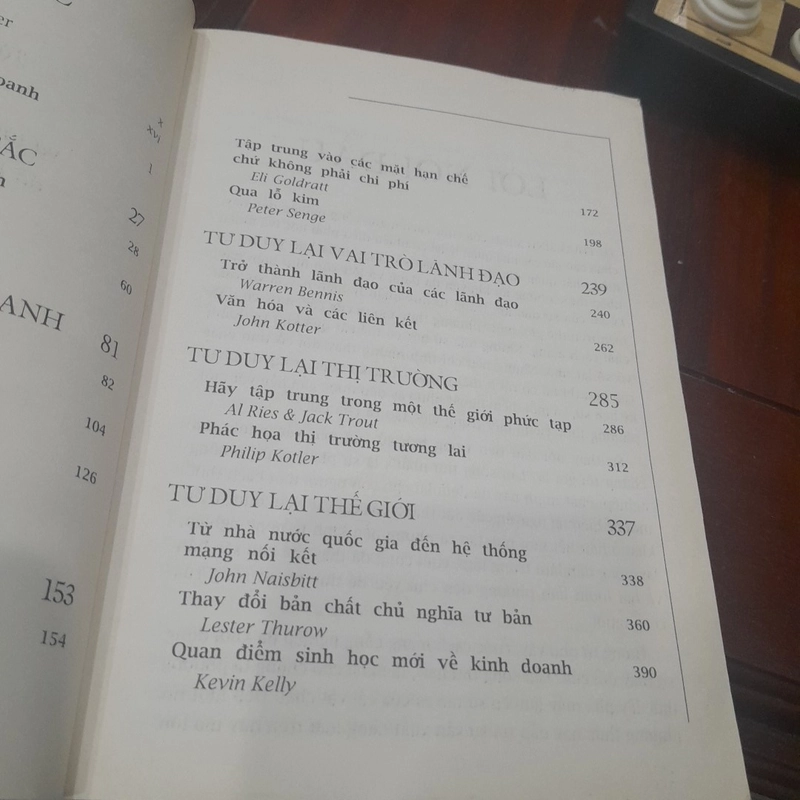 er
oanh
x
xvi
ẮC
1
27
28
60
ANH
81
82
104
126
153
154
Tập trung vào các mặt hạn chế
chứ không phải chi phí
Eli Goldratt 172
Qua lỗ kim
Peter Senge 198
TƯ DUY LẠI VAI TRÒ LÃNH ĐẠO 239
Trở thành lãnh đạo của các lãnh đạo 240
Warren Bennis
Văn hóa và các liên kết 262
John Kotter
TƯ DUY LẠI THỊ TRƯỜNG 285
Hãy tập trung trong một thế giới phức tạp 286
Al Ries & Jack Trout
Phác họa thị trường tương lai 312
Philip Kotler
TƯ DUY LẠI THẾ GIỚI 337
Từ nhà nước quốc gia đến hệ thống
mạng nối kết 338
John Naisbitt
Thay đổi bản chất chủ nghĩa tư bản 360
Lester Thurow
Quan điểm sinh học mới về kinh doanh 390
Kevin Kelly